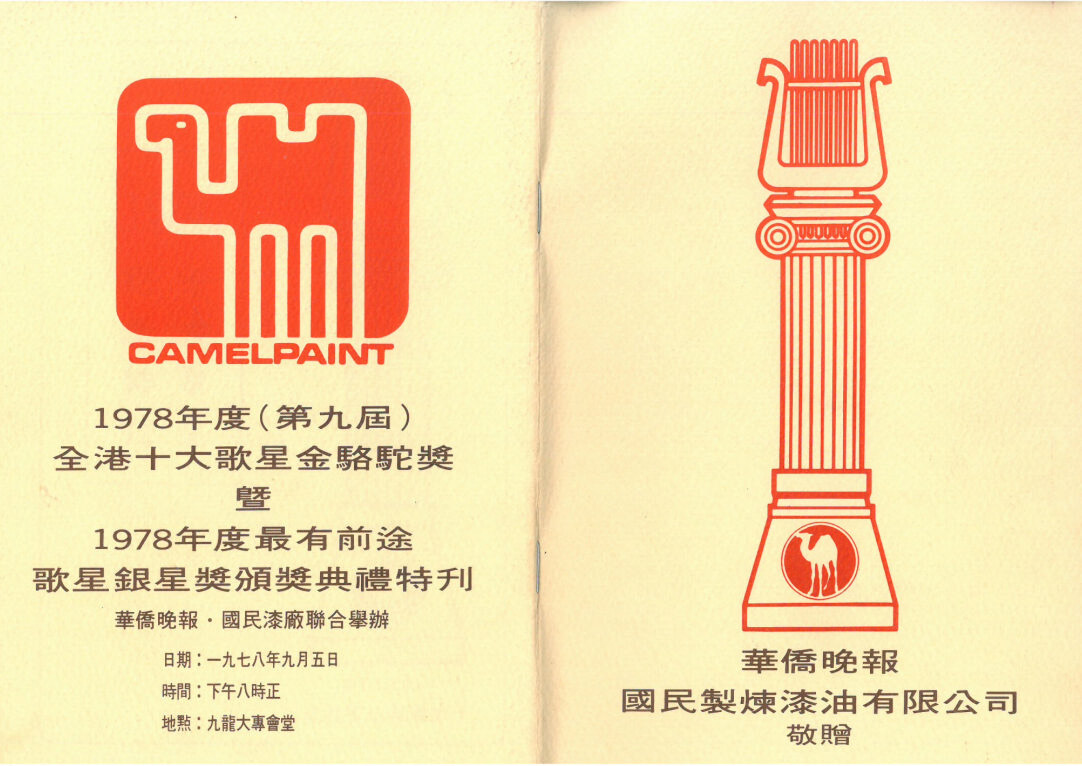 CAMELPAINT
1978年度(第九屆)
全港十大歌星金駱駝獎
暨
1978年度最有前途
歌星銀星獎頒獎典禮特刋
華僑晚報・國民漆廠聯合舉辦
日期：一九七八年九月五日
時間：下午八時正
地㸃：九龍大專會堂
華僑晚報
國民製煉漆油有限公司
敬贈